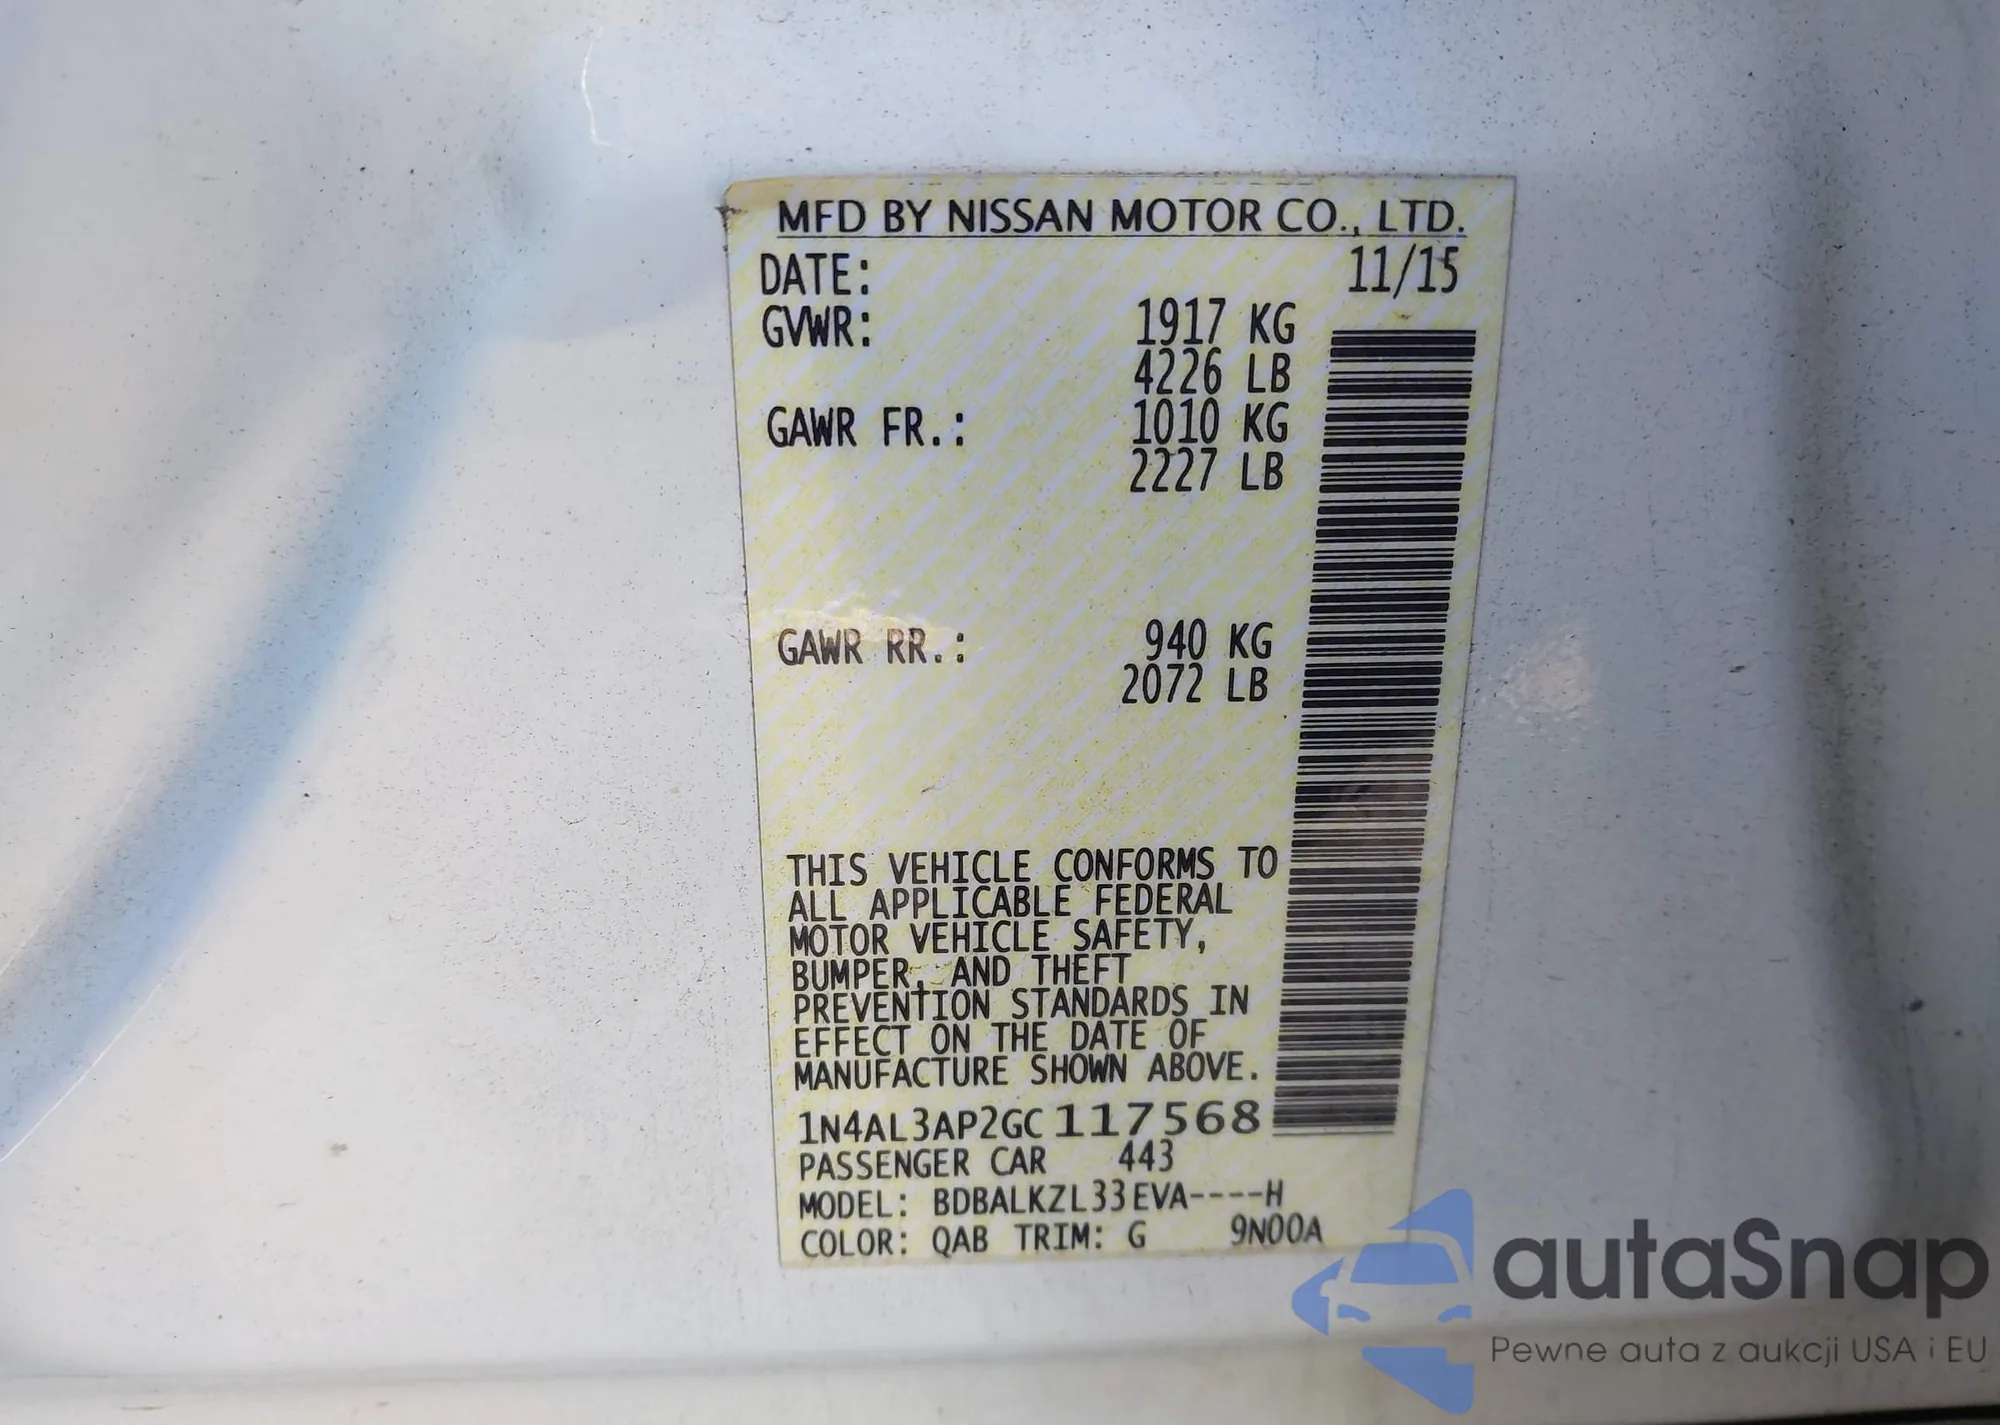 MFD BY NISSAN MOTOR CO., LTD.
DATE: 11/15
GVWR: 1917 KG
4226 LB
GAWR FR.: 1010 KG
2227 LB
GAWR RR.: 940 KG
2072 LB
THIS VEHICLE CONFORMS TO
ALL APPLICABLE FEDERAL
MOTOR VEHICLE SAFETY,
BUMPER, AND THEFT
PREVENTION STANDARDS IN
EFFECT ON THE DATE OF
MANUFACTURE SHOWN ABOVE.
1N4AL3AP2GC117568
PASSENGER CAR 443
MODEL: BDBALKZL33EVA----H
COLOR: QAB TRIM: G 9N00A
autaSnap
Pewne auta z aukcji USA i EU